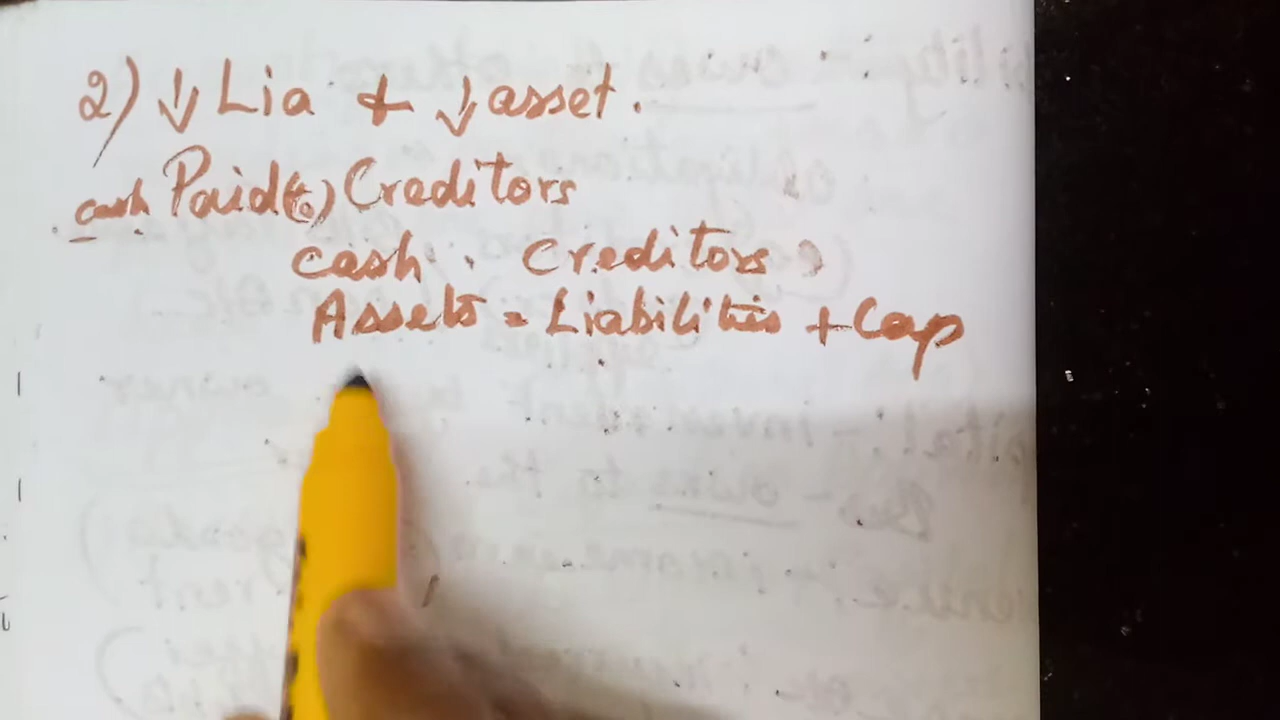 2) ↓ Lia & ↓ asset.
cash Paid (to) Creditors
cash . Creditors
Assets = Liabilities + Cap